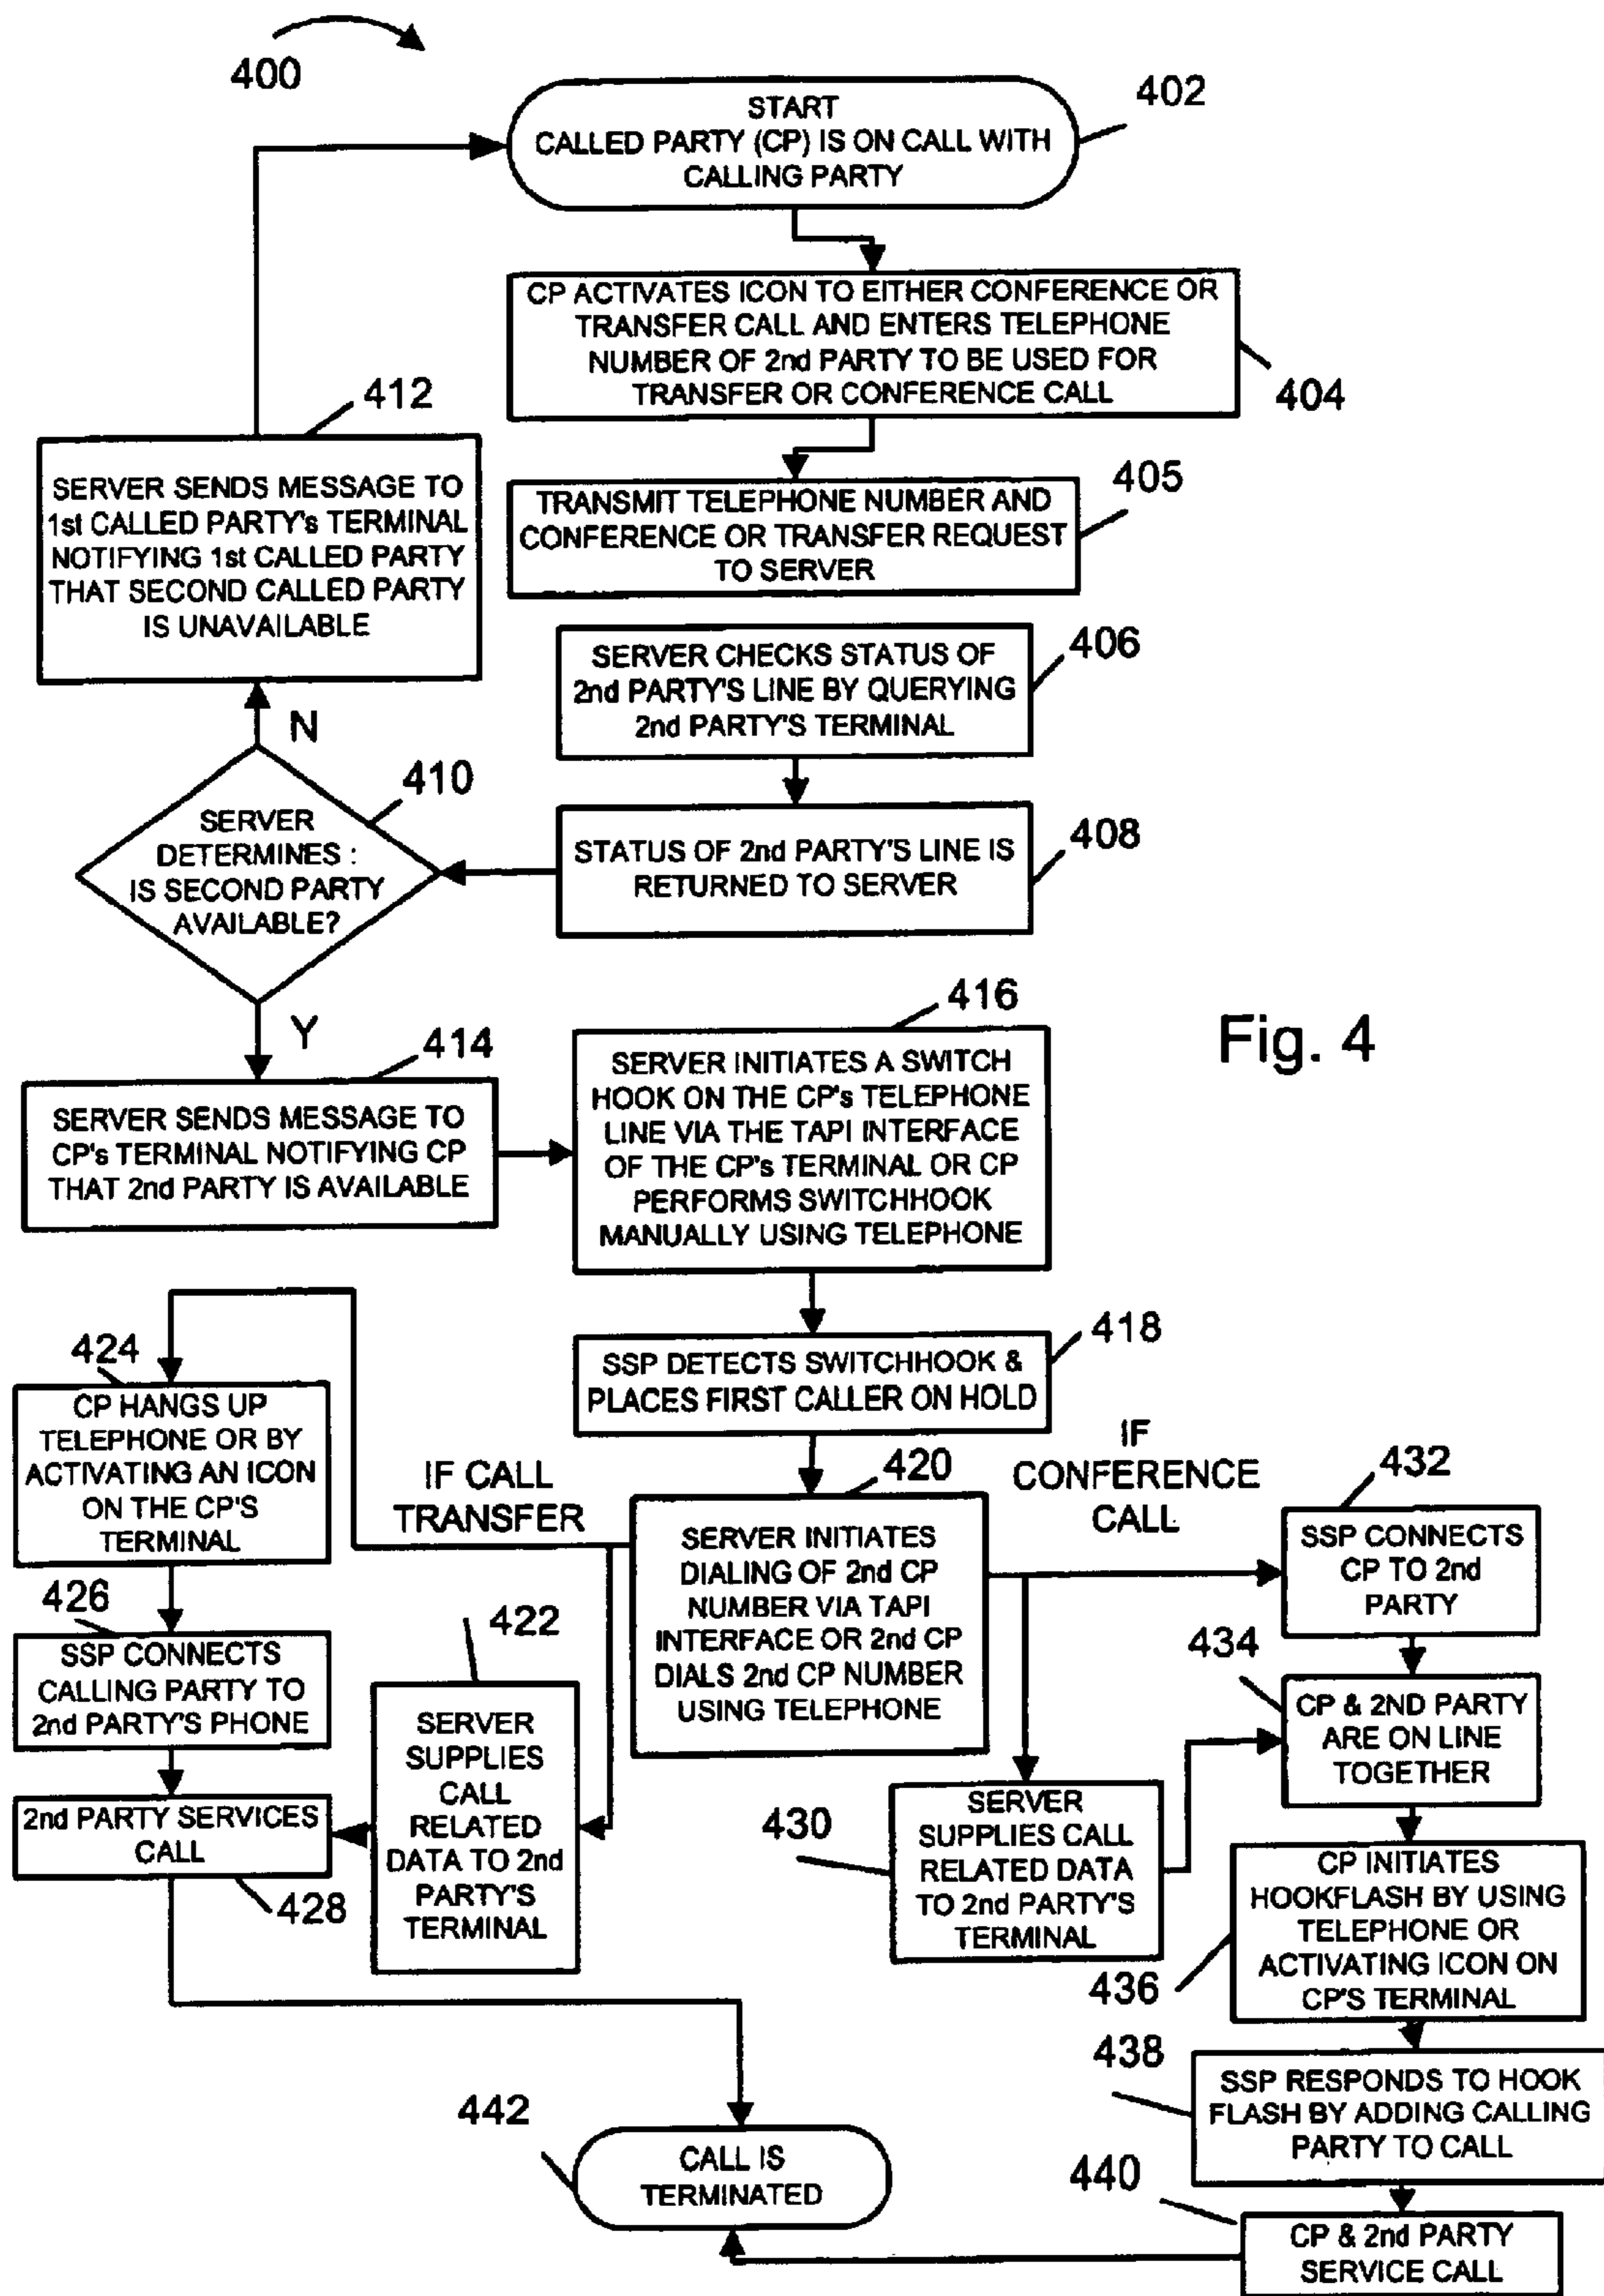 400
402
START
CALLED PARTY (CP) IS ON CALL WITH
CALLING PARTY
CP ACTIVATES ICON TO EITHER CONFERENCE OR
TRANSFER CALL AND ENTERS TELEPHONE
NUMBER OF 2nd PARTY TO BE USED FOR
TRANSFER OR CONFERENCE CALL
404
412
SERVER SENDS MESSAGE TO
1st CALLED PARTY's TERMINAL
NOTIFYING 1st CALLED PARTY
THAT SECOND CALLED PARTY
IS UNAVAILABLE
405
TRANSMIT TELEPHONE NUMBER AND
CONFERENCE OR TRANSFER REQUEST
TO SERVER
406
SERVER CHECKS STATUS OF
2nd PARTY'S LINE BY QUERYING
2nd PARTY'S TERMINAL
N
410
SERVER
DETERMINES :
IS SECOND PARTY
AVAILABLE?
STATUS OF 2nd PARTY'S LINE IS
RETURNED TO SERVER
408
Y
414
SERVER SENDS MESSAGE TO
CP's TERMINAL NOTIFYING CP
THAT 2nd PARTY IS AVAILABLE
416
SERVER INITIATES A SWITCH
HOOK ON THE CP's TELEPHONE
LINE VIA THE TAPI INTERFACE
OF THE CP's TERMINAL OR CP
PERFORMS SWITCHHOOK
MANUALLY USING TELEPHONE
Fig. 4
418
SSP DETECTS SWITCHHOOK &
PLACES FIRST CALLER ON HOLD
424
CP HANGS UP
TELEPHONE OR BY
ACTIVATING AN ICON
ON THE CP'S
TERMINAL
IF CALL
TRANSFER
420
SERVER INITIATES
DIALING OF 2nd CP
NUMBER VIA TAPI
INTERFACE OR 2nd CP
DIALS 2nd CP NUMBER
USING TELEPHONE
IF
CONFERENCE
CALL
432
SSP CONNECTS
CP TO 2nd
PARTY
426
SSP CONNECTS
CALLING PARTY TO
2nd PARTY'S PHONE
422
SERVER
SUPPLIES
CALL
RELATED
DATA TO 2nd
PARTY'S
TERMINAL
434
CP & 2ND PARTY
ARE ON LINE
TOGETHER
2nd PARTY SERVICES
CALL
428
430
SERVER
SUPPLIES CALL
RELATED DATA
TO 2nd PARTY'S
TERMINAL
CP INITIATES
HOOKFLASH BY USING
TELEPHONE OR
ACTIVATING ICON ON
CP'S TERMINAL
436
438
SSP RESPONDS TO HOOK
FLASH BY ADDING CALLING
PARTY TO CALL
442
CALL IS
TERMINATED
440
CP & 2nd PARTY
SERVICE CALL